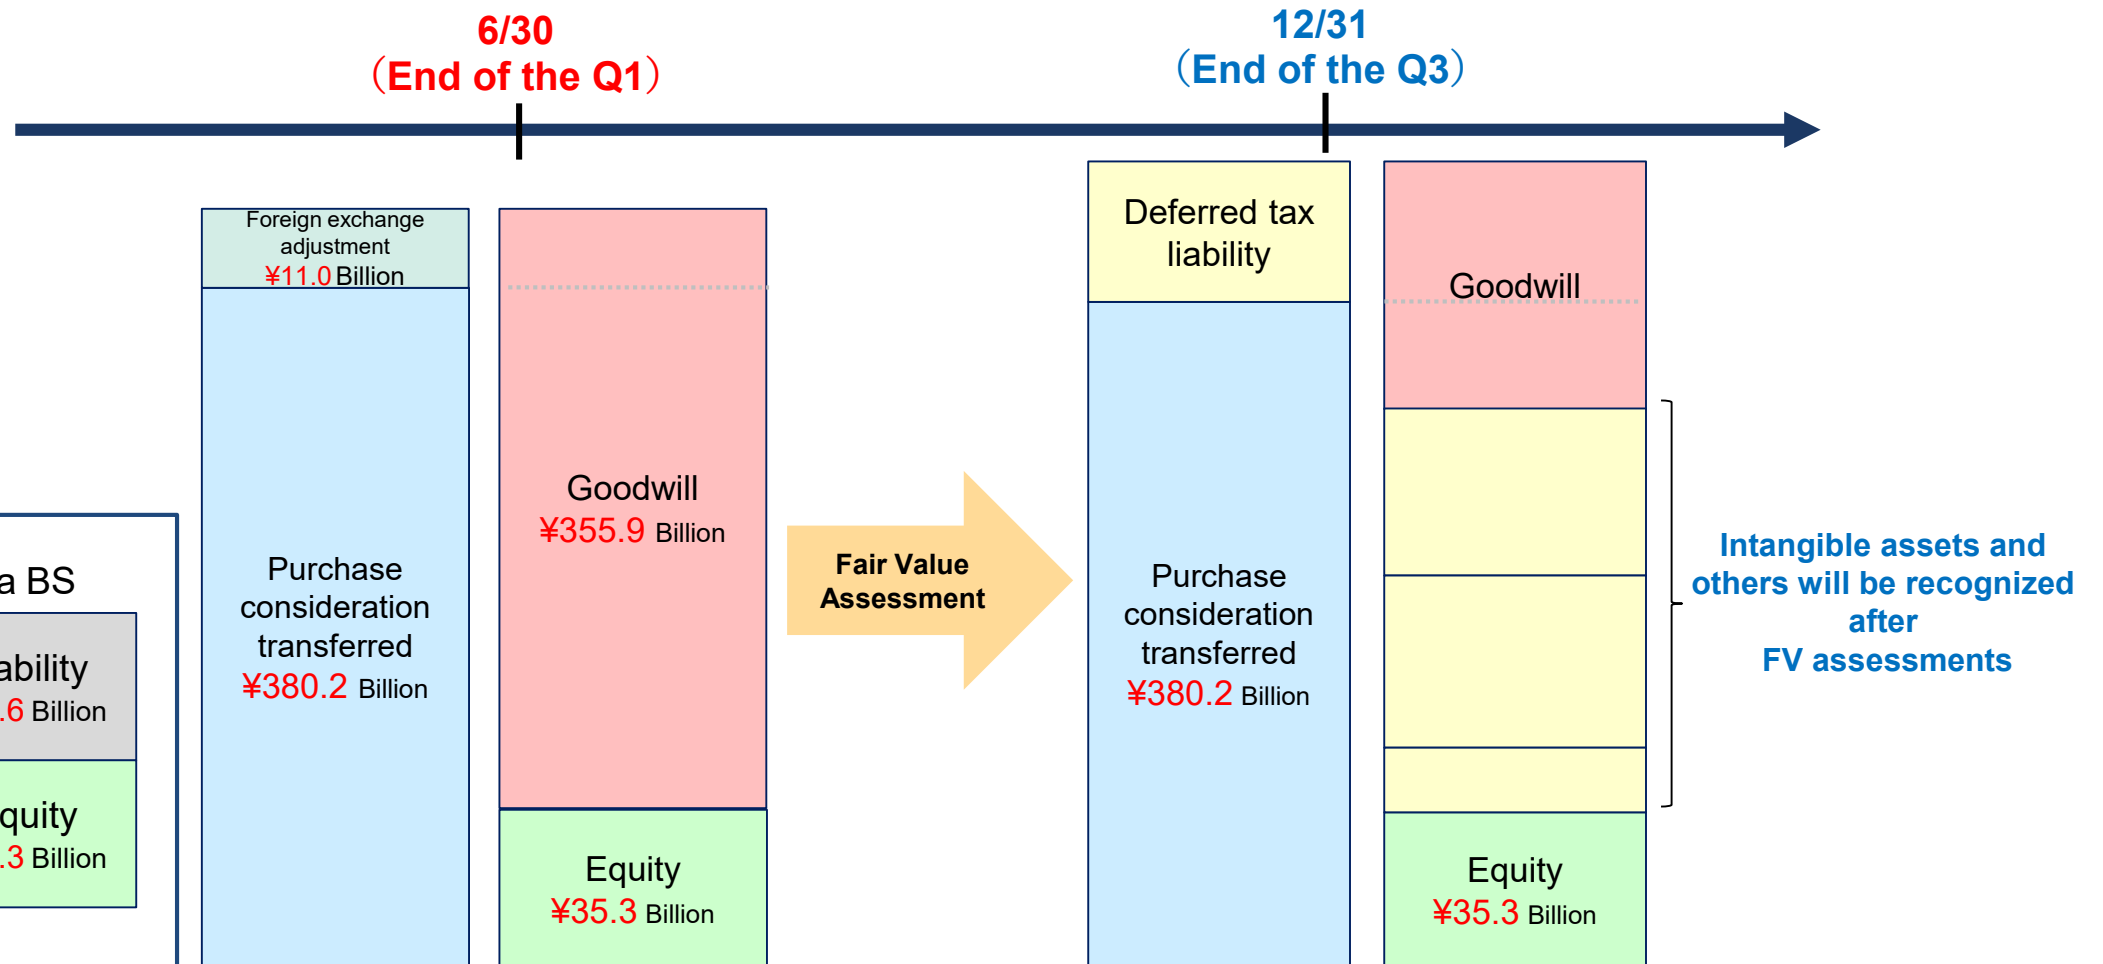 6/30
（End of the Q1）
12/31
（End of the Q3）
Foreign exchange
adjustment
¥11.0 Billion
Purchase
consideration
transferred
¥380.2 Billion
Goodwill
¥355.9 Billion
Equity
¥35.3 Billion
a BS
ability
.6 Billion
quity
.3 Billion
Fair Value
Assessment
Deferred tax
liability
Purchase
consideration
transferred
¥380.2 Billion
Goodwill
Equity
¥35.3 Billion
Intangible assets and
others will be recognized
after
FV assessments